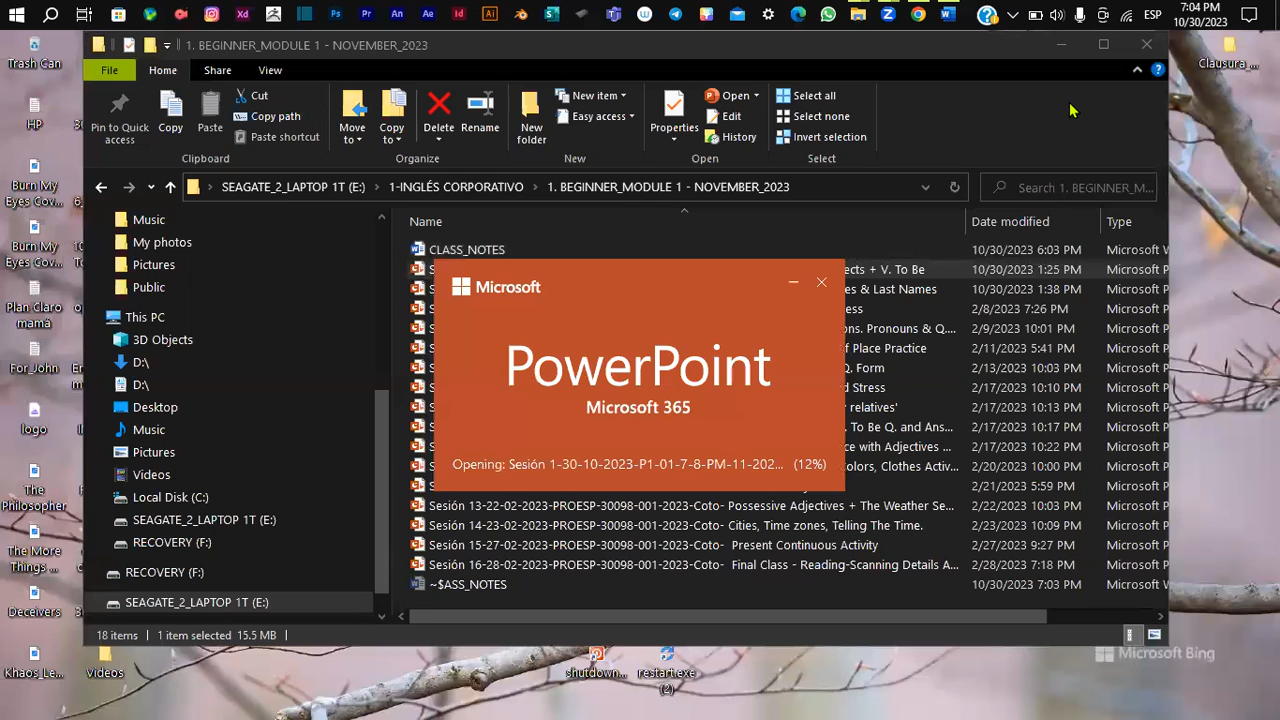 ESP
7:04 PM
10/30/2023
1. BEGINNER_MODULE 1 - NOVEMBER_2023
File
Home
Share
View
Pin to Quick access
Copy
Paste
Cut
Copy path
Paste shortcut
Clipboard
Move to
Copy to
Delete
Rename
Organize
New folder
New item
Easy access
New
Properties
Open
Edit
History
Open
Select all
Select none
Invert selection
Select
SEAGATE_2_LAPTOP 1T (E:)
1-INGLÉS CORPORATIVO
1. BEGINNER_MODULE 1 - NOVEMBER_2023
Search 1. BEGINNER_M...
Name
Date modified
Type
Music
My photos
Pictures
Public
This PC
3D Objects
D:\
D:\
Desktop
Music
Pictures
Videos
Local Disk (C:)
SEAGATE_2_LAPTOP 1T (E:)
RECOVERY (F:)
RECOVERY (F:)
SEAGATE_2_LAPTOP 1T (E:)
CLASS_NOTES 10/30/2023 6:03 PM Microsoft W
ects + V. To Be 10/30/2023 1:25 PM Microsoft P
es & Last Names 10/30/2023 1:38 PM Microsoft P
ess 2/8/2023 7:26 PM Microsoft P
ons. Pronouns & Q... 2/9/2023 10:01 PM Microsoft P
of Place Practice 2/11/2023 5:41 PM Microsoft P
Q. Form 2/13/2023 10:03 PM Microsoft P
nd Stress 2/17/2023 10:10 PM Microsoft P
y relatives' 2/17/2023 10:13 PM Microsoft P
. To Be Q. and Ans... 2/17/2023 10:17 PM Microsoft P
ce with Adjectives ... 2/17/2023 10:22 PM Microsoft P
Colors, Clothes Activ... 2/20/2023 10:00 PM Microsoft P
2/21/2023 5:59 PM Microsoft P
Sesión 13-22-02-2023-PROESP-30098-001-2023-Coto- Possessive Adjectives + The Weather Se... 2/22/2023 10:03 PM Microsoft P
Sesión 14-23-02-2023-PROESP-30098-001-2023-Coto- Cities, Time zones, Telling The Time. 2/23/2023 10:09 PM Microsoft P
Sesión 15-27-02-2023-PROESP-30098-001-2023-Coto- Present Continuous Activity 2/27/2023 9:27 PM Microsoft P
Sesión 16-28-02-2023-PROESP-30098-001-2023-Coto- Final Class - Reading-Scanning Details A... 2/28/2023 7:18 PM Microsoft P
~$ASS_NOTES 10/30/2023 7:03 PM Microsoft W
18 items
1 item selected 15.5 MB
Microsoft
PowerPoint
Microsoft 365
Opening: Sesión 1-30-10-2023-P1-01-7-8-PM-11-202... (12%)
Trash Can
HP
Burn My Eyes Cov...
Burn My Eyes Cov...
Plan Claro mamá
For_John
logo
The Philosopher
The More Things ...
Deceivers
Khaos_Le...
videos
shutdown...
restart.exe (2)
Clausura_...
Microsoft Bing